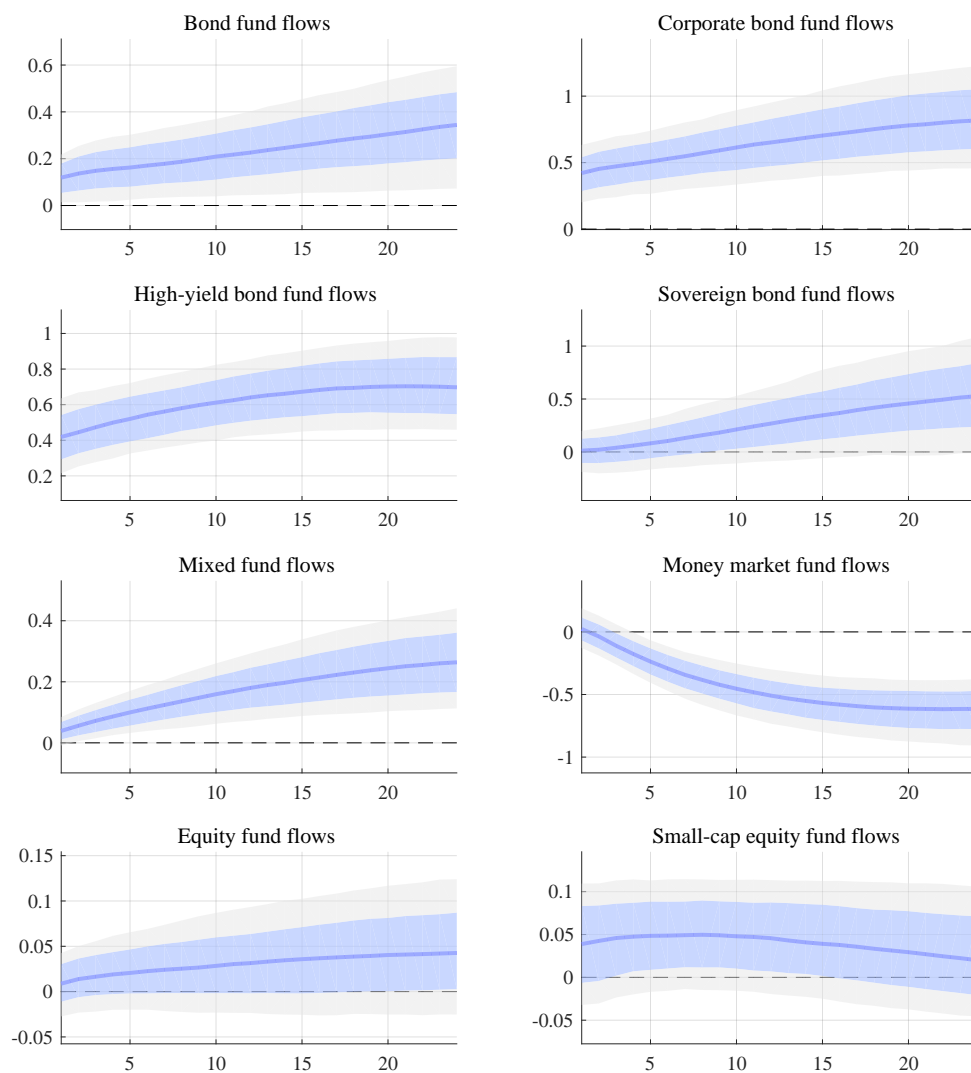 Bond fund flows
0.6
0.4
0.2
0
5 10 15 20
Corporate bond fund flows
1
0.5
0
5 10 15 20
High-yield bond fund flows
1
0.8
0.6
0.4
0.2
5 10 15 20
Sovereign bond fund flows
1
0.5
0
5 10 15 20
Mixed fund flows
0.4
0.2
0
5 10 15 20
Money market fund flows
0
-0.5
-1
5 10 15 20
Equity fund flows
0.15
0.1
0.05
0
-0.05
5 10 15 20
Small-cap equity fund flows
0.1
0.05
0
-0.05
5 10 15 20